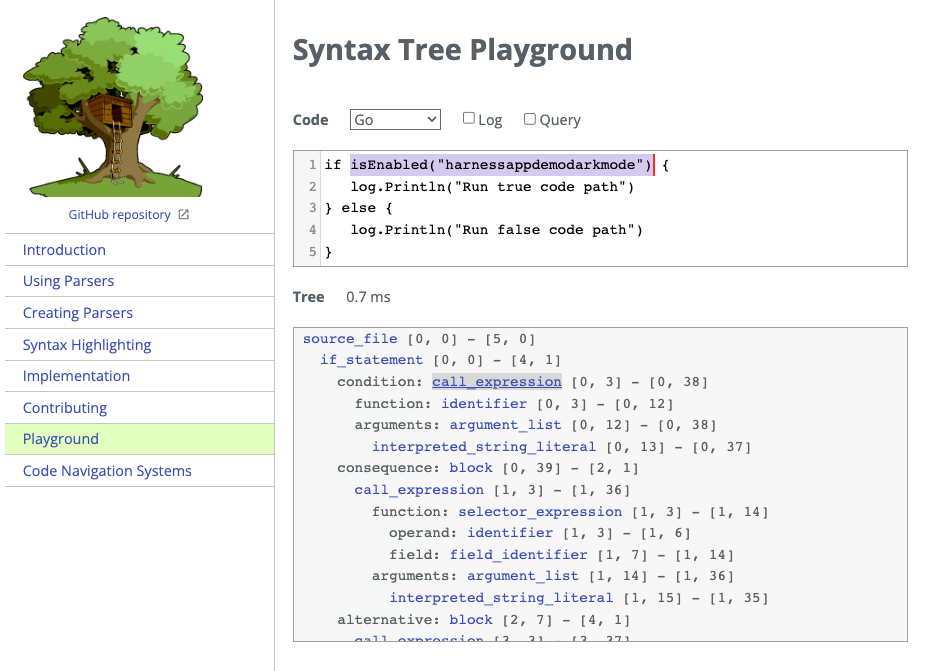 GitHub repository
Introduction
Using Parsers
Creating Parsers
Syntax Highlighting
Implementation
Contributing
Playground
Code Navigation Systems
Syntax Tree Playground
Code Go Log Query
1 if isEnabled("harnessappdemodarkmode") {
2    log.Println("Run true code path")
3 } else {
4    log.Println("Run false code path")
5 }
Tree 0.7 ms
source_file [0, 0] - [5, 0]
  if_statement [0, 0] - [4, 1]
    condition: call_expression [0, 3] - [0, 38]
      function: identifier [0, 3] - [0, 12]
      arguments: argument_list [0, 12] - [0, 38]
        interpreted_string_literal [0, 13] - [0, 37]
    consequence: block [0, 39] - [2, 1]
      call_expression [1, 3] - [1, 36]
        function: selector_expression [1, 3] - [1, 14]
          operand: identifier [1, 3] - [1, 6]
          field: field_identifier [1, 7] - [1, 14]
        arguments: argument_list [1, 14] - [1, 36]
          interpreted_string_literal [1, 15] - [1, 35]
    alternative: block [2, 7] - [4, 1]
      call_expression [3, 3] - [3, 37]